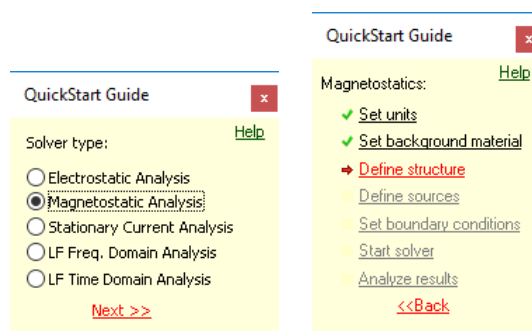 QuickStart Guide
x
Help
Solver type:
Electrostatic Analysis
Magnetostatic Analysis
Stationary Current Analysis
LF Freq. Domain Analysis
LF Time Domain Analysis
Next >>
QuickStart Guide
x
Help
Magnetostatics:
Set units
Set background material
Define structure
Define sources
Set boundary conditions
Start solver
Analyze results
<<Back